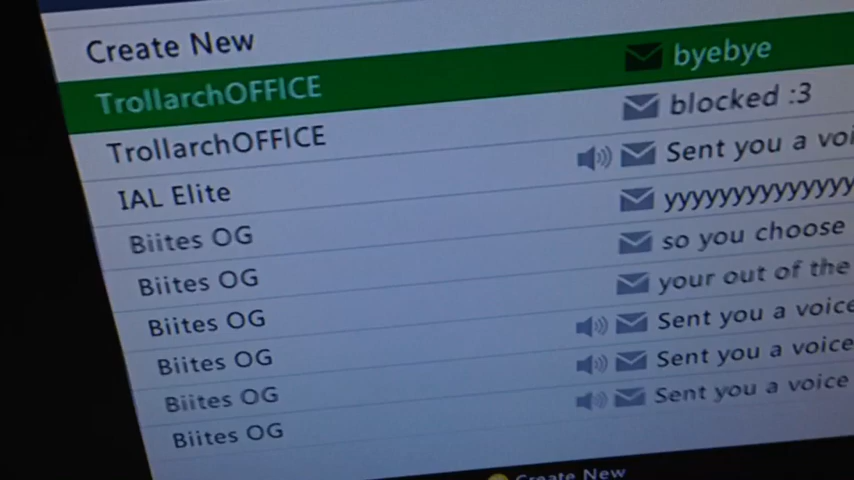 Create New
TrollarchOFFICE byebye
TrollarchOFFICE blocked :3
IAL Elite Sent you a voi
Biites OG yyyyyyyyyyyyyy
Biites OG so you choose
Biites OG your out of the
Biites OG Sent you a voice
Biites OG Sent you a voice
Biites OG Sent you a voice
Create New